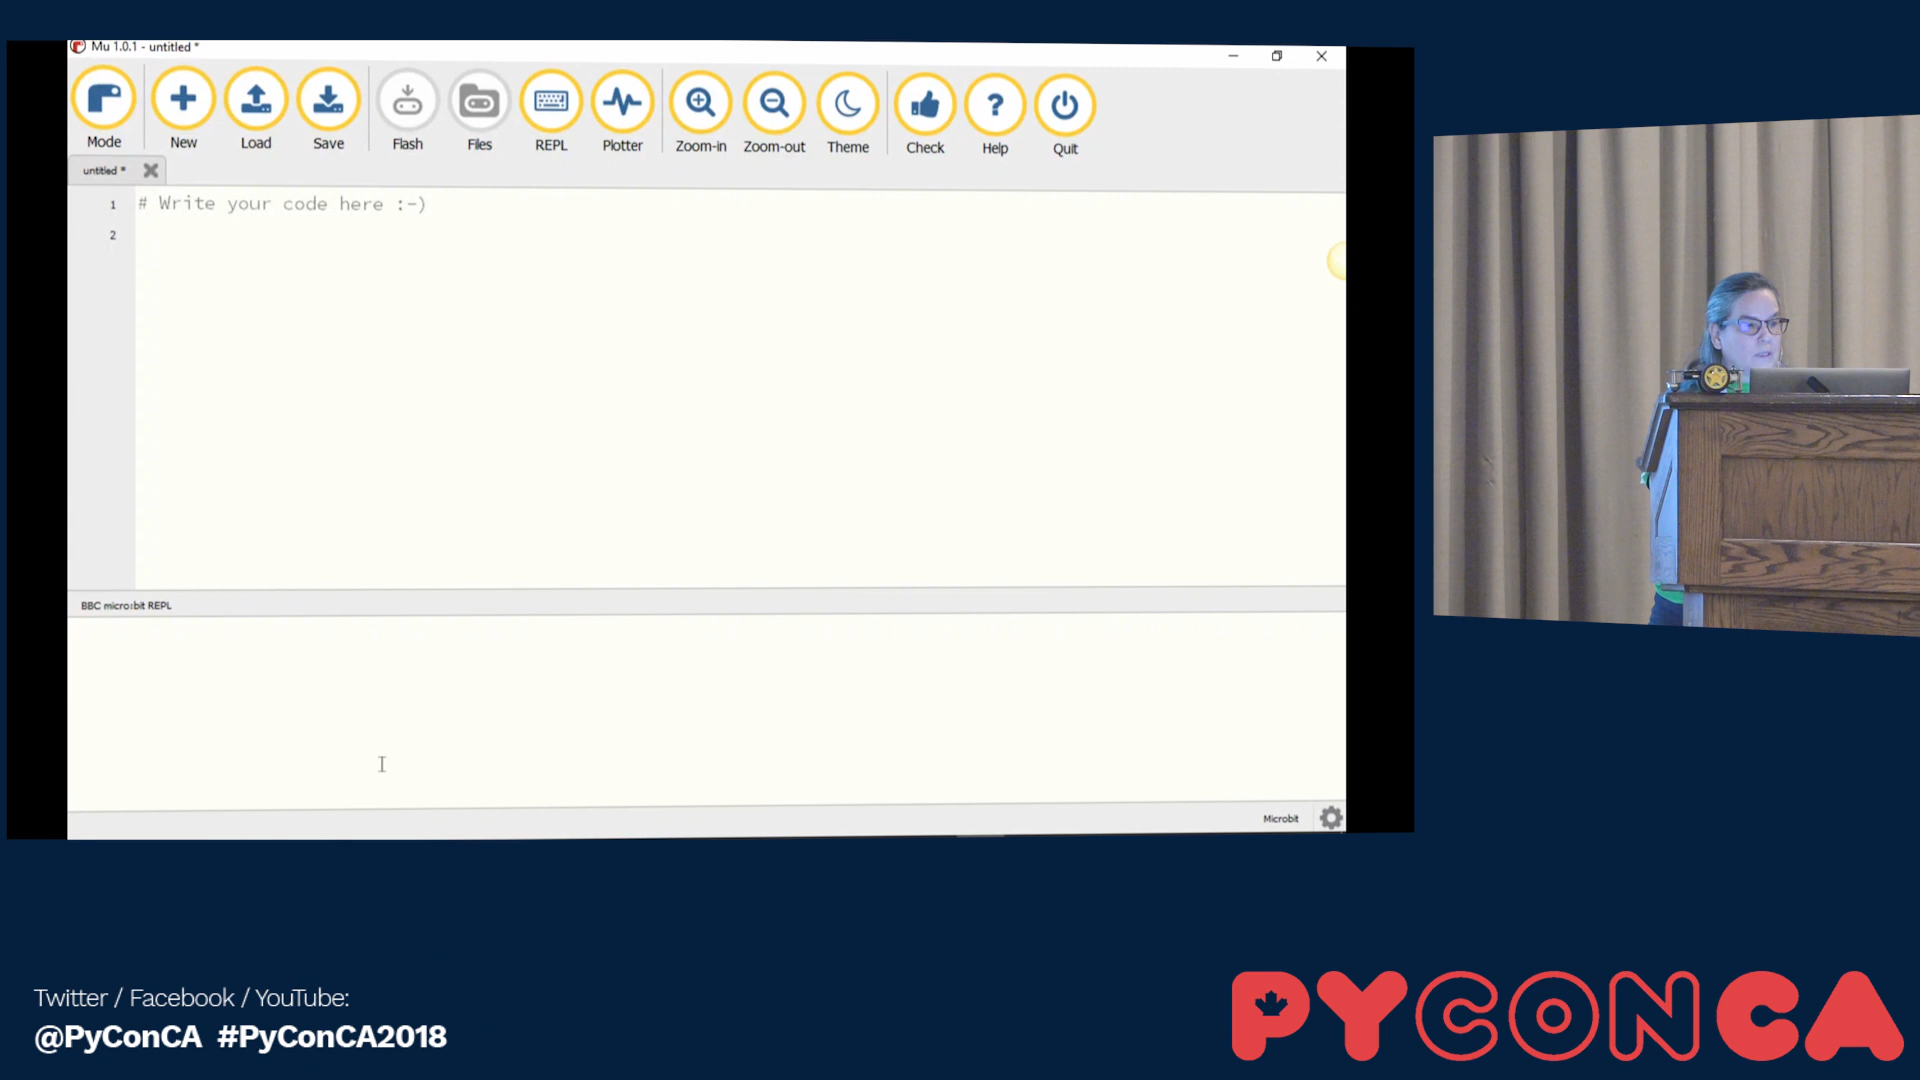 Mu 1.0.1 - untitled *
Mode New Load Save Flash Files REPL Plotter Zoom-in Zoom-out Theme Check Help Quit
untitled *
1 # Write your code here :-)
2
BBC micro:bit REPL
Microbit
Twitter / Facebook / YouTube:
@PyConCA #PyConCA2018
PYCONCA